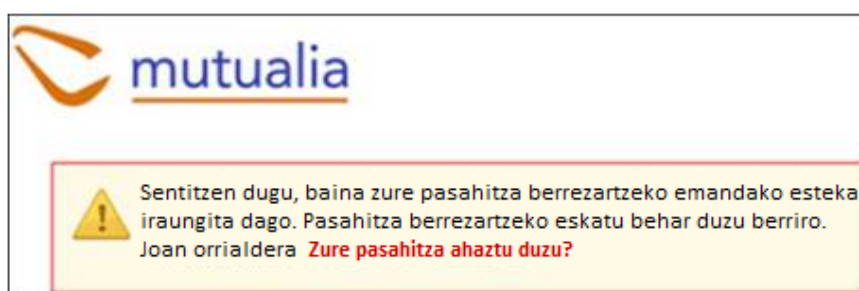 mutualia
Sentitzen dugu, baina zure pasahitza berrezartzeko emandako esteka
iraungita dago. Pasahitza berrezartzeko eskatu behar duzu berriro.
Joan orrialdera Zure pasahitza ahaztu duzu?